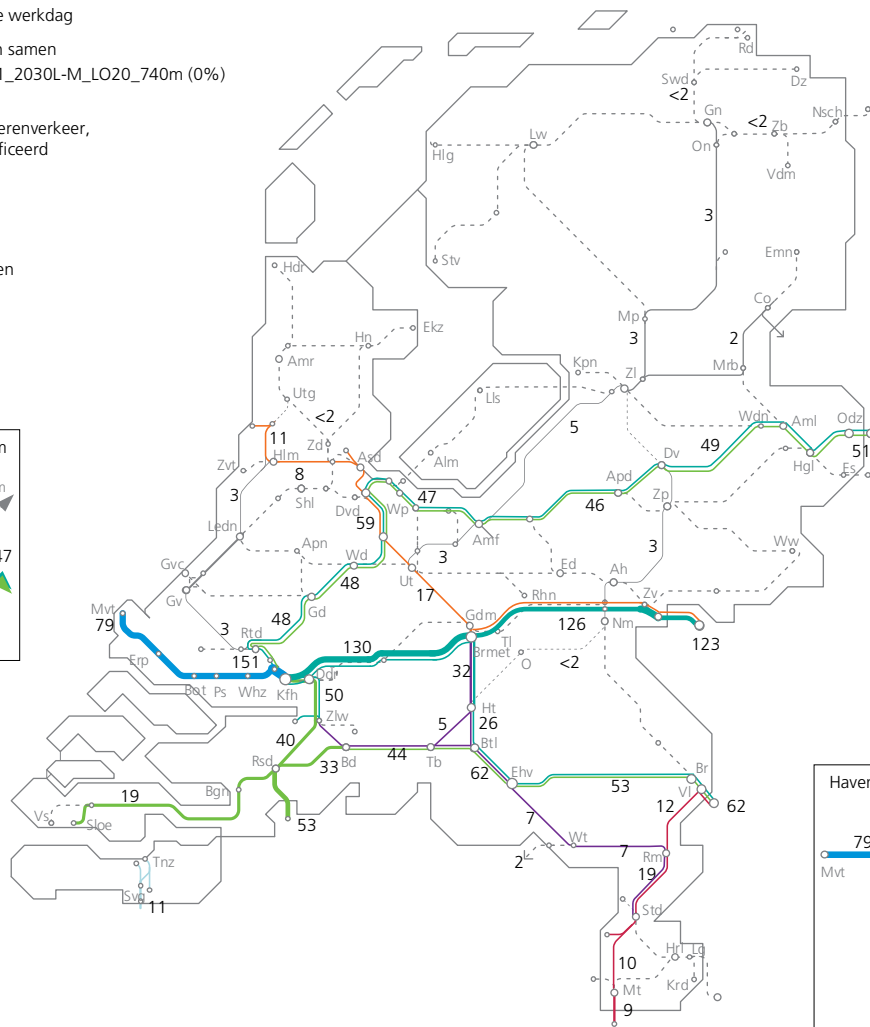 e werkdag
n samen
1_2030L-M_LO20_740m (0%)
erenverkeer,
ficeerd
en
m
47
Rd
Swd
<2
Dz
Gn
<2
Zb
Nsch
On
Vdm
Hlg
Lw
3
Stv
Emn
Co
Hdr
Ekz
Hn
Amr
Mp
3
2
Mrb
Kpn
Zl
Utg
<2
Lls
5
11
Zd
Wdn
Aml
Odz
51
Zvt
Hlm
Asd
Alm
49
Hgl
Es
8
Shl
Dvd
Wp
47
Apd
Dv
46
Zp
3
Ledn
59
3
Amf
Apn
Wd
48
Ut
17
Ed
Ah
3
Ww
Gvc
Gv
Gd
48
Rhn
Zv
Mvt
79
3
Rtd
151
Gdm
Tl
126
Nm
123
130
Brmet
Erp
O
<2
Bot
Ps
Whz
Kfh
Ddr
50
32
Zlw
Ht
40
5
26
Rsd
33
Bd
44
Tb
Btl
62
Ehv
53
Br
Bgn
Vl
62
19
Vs
Sloe
53
7
12
Wt
2
7
Rm
Tnz
19
Svg
11
Std
Hrl
Lg
10
Krd
Mt
9
Haven
79
Mvt